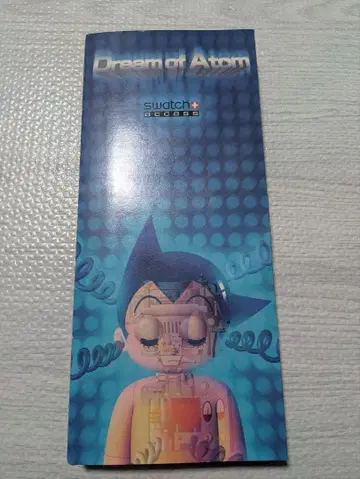 Dream of Atom
swatch
access